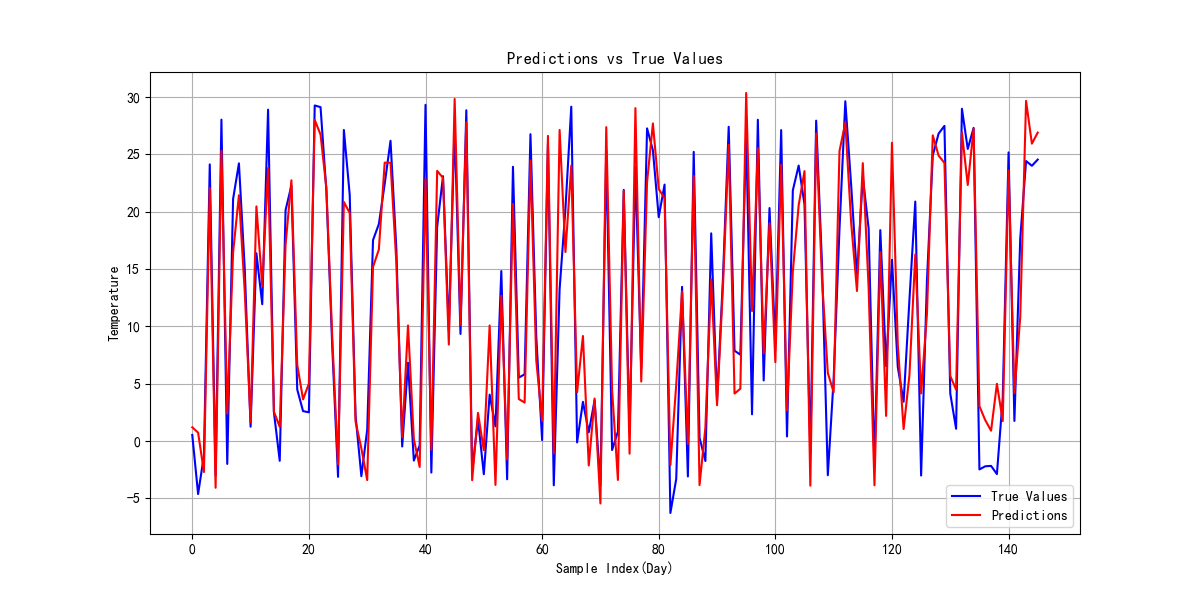 Predictions vs True Values
Temperature
30
25
20
15
10
5
0
−5
0 20 40 60 80 100 120 140
Sample Index(Day)
True Values
Predictions